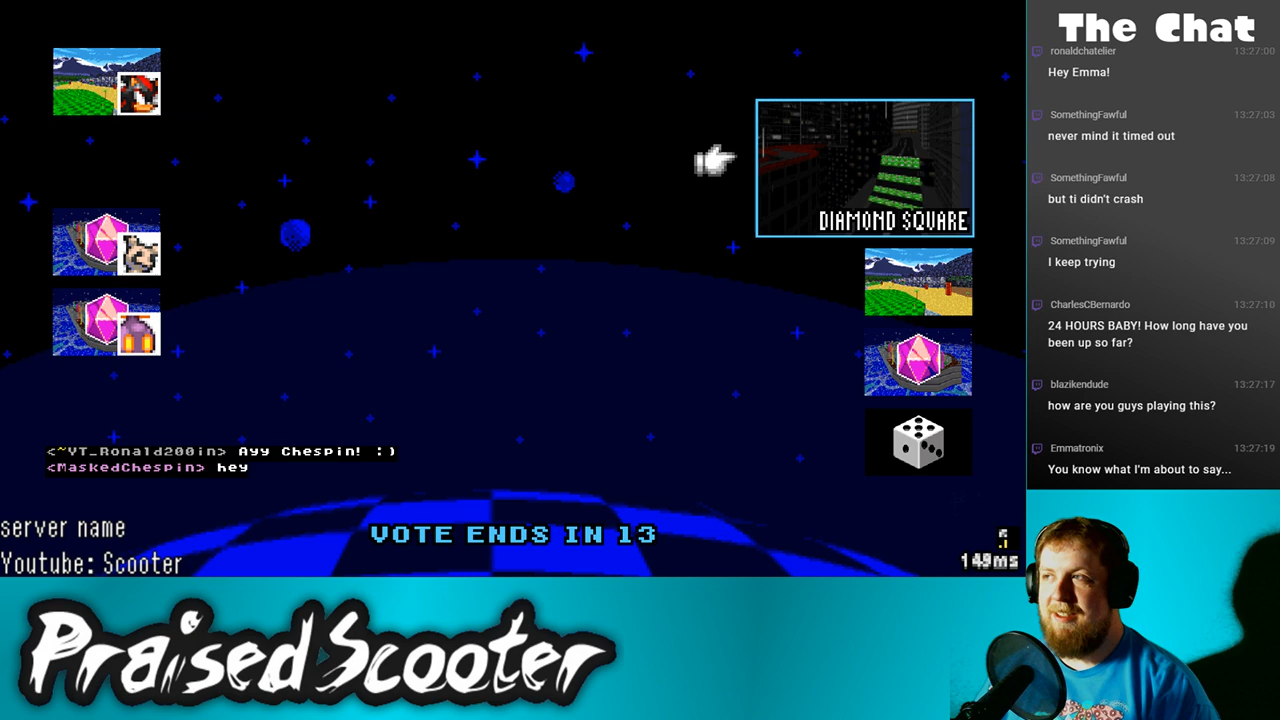 The Chat
ronaldchatelier 13:27:00
Hey Emma!
SomethingFawful 13:27:03
never mind it timed out
SomethingFawful 13:27:08
but ti didn't crash
SomethingFawful 13:27:09
I keep trying
CharlesCBernardo 13:27:10
24 HOURS BABY! How long have you
been up so far?
blazikendude 13:27:17
how are you guys playing this?
Emmatronix 13:27:19
You know what I'm about to say...
DIAMOND SQUARE
<~YT_Ronald200in> Ayy Chespin! :)
<MaskedChespin> hey
VOTE ENDS IN 13
server name
Youtube: Scooter
149ms
PraisedScooter